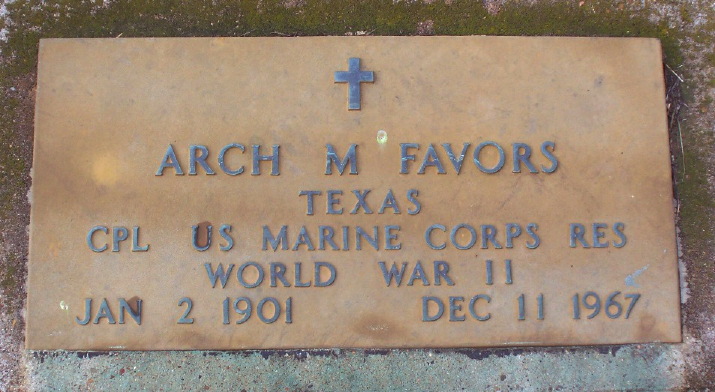 ARCH M FAVORS
TEXAS
CPL US MARINE CORPS RES
WORLD WAR II
JAN 2 1901 DEC 11 1967